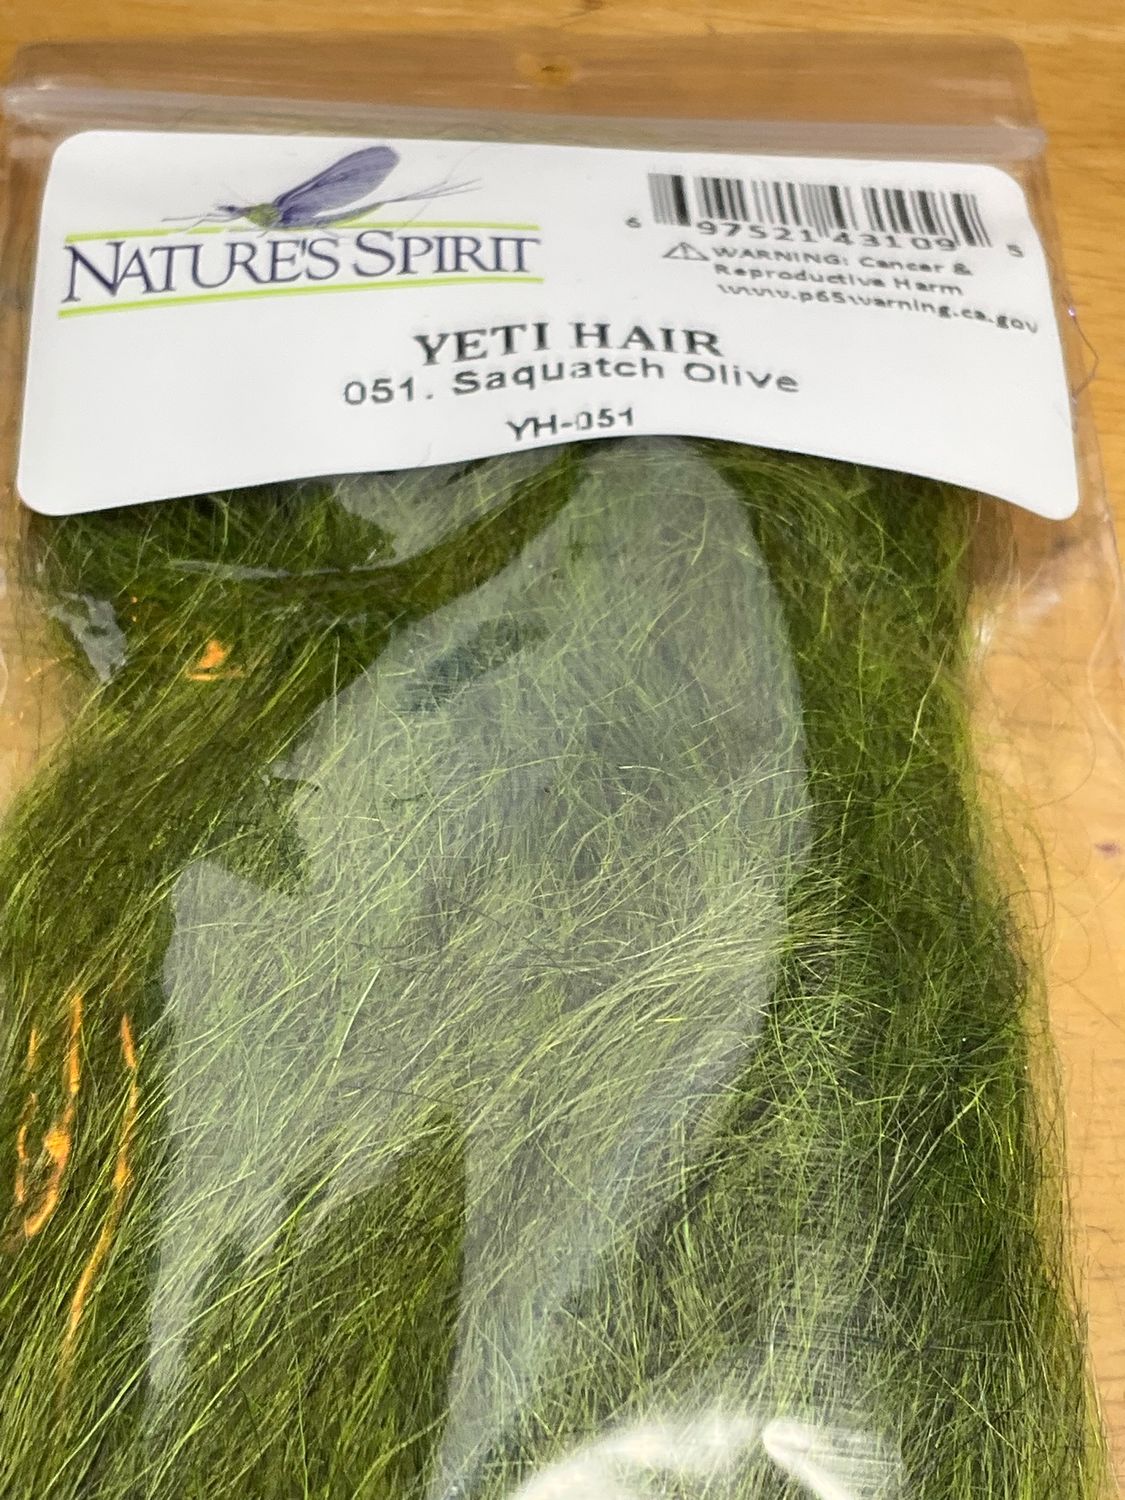 NATURE'S SPIRIT
6 97521 43109 5
WARNING: Cancer &
Reproductive Harm
www.p65warning.ca.gov
YETI HAIR
051. Saquatch Olive
YH-051